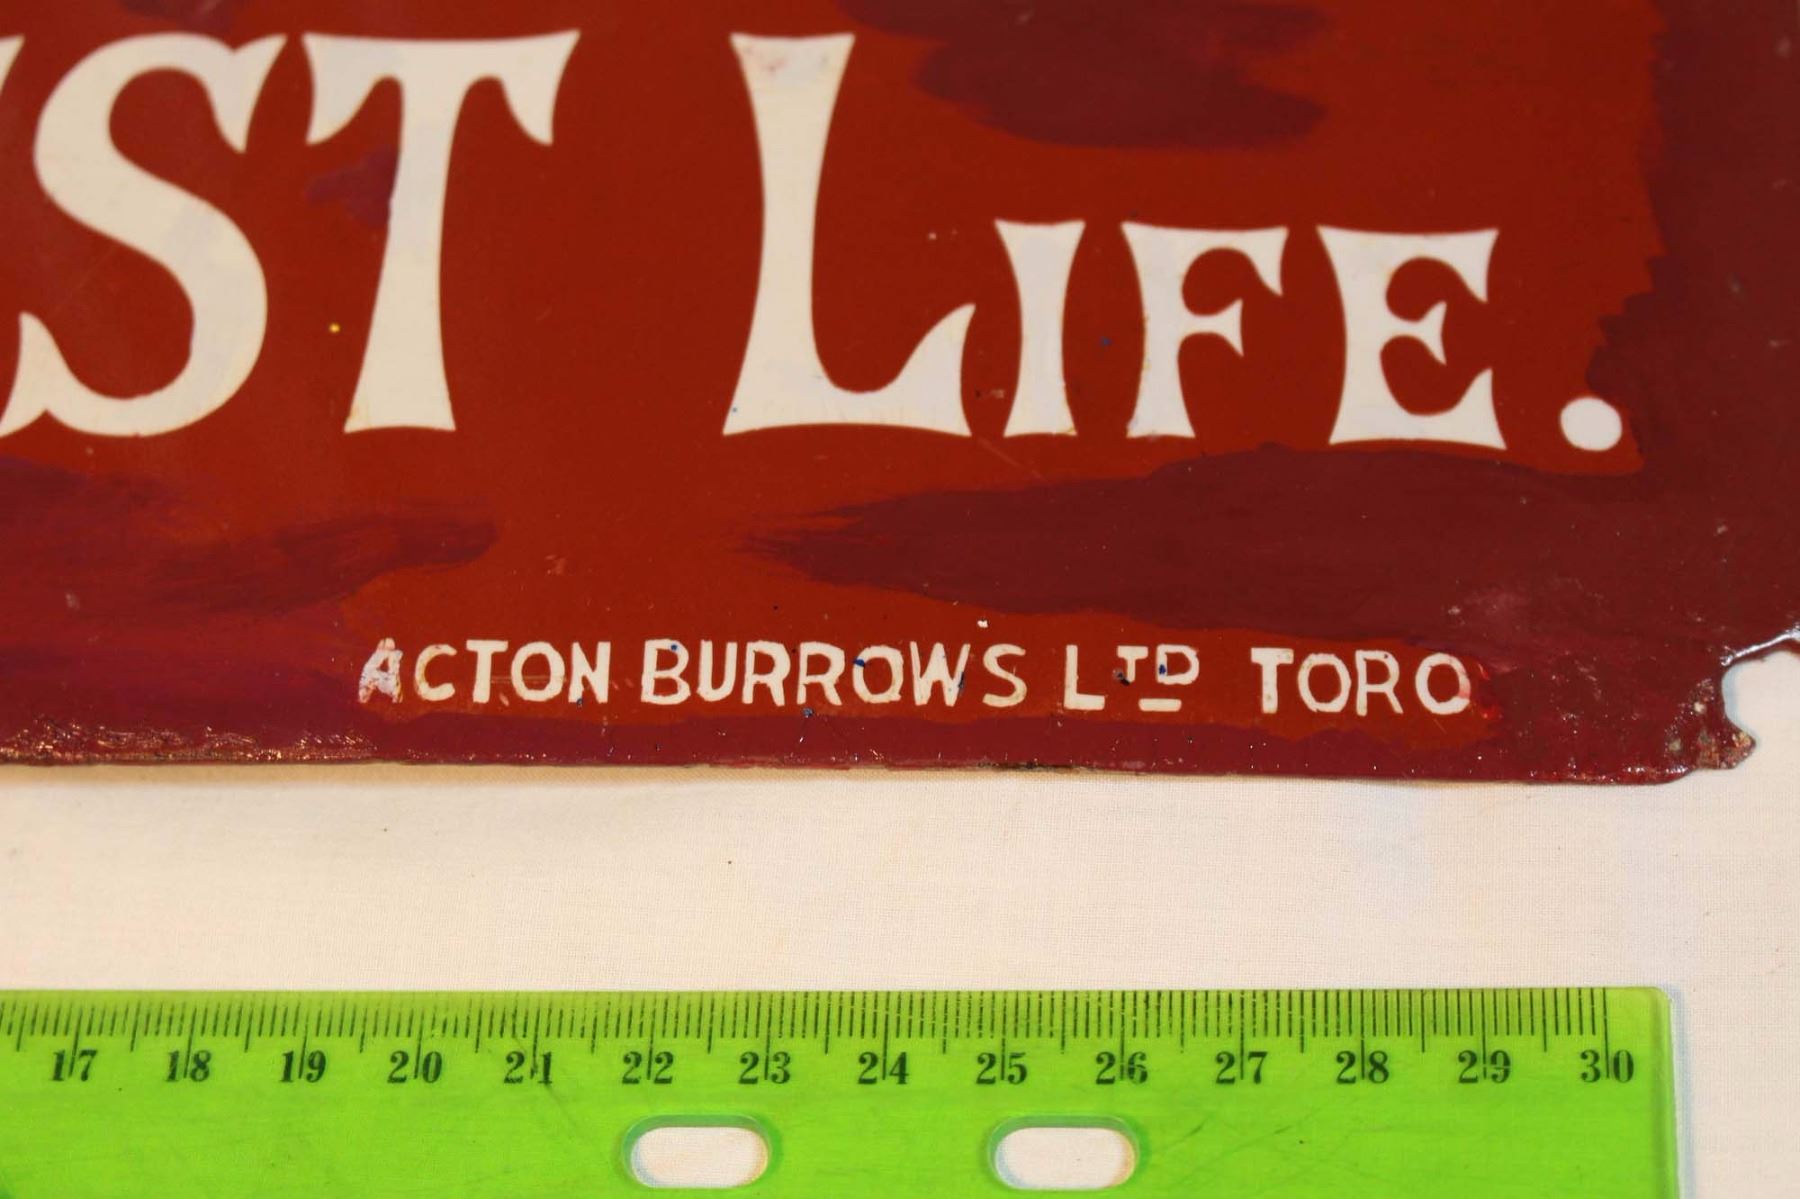 ST LIFE.
ACTON BURROWS LTD TORO
17 18 19 20 21 22 23 24 25 26 27 28 29 30